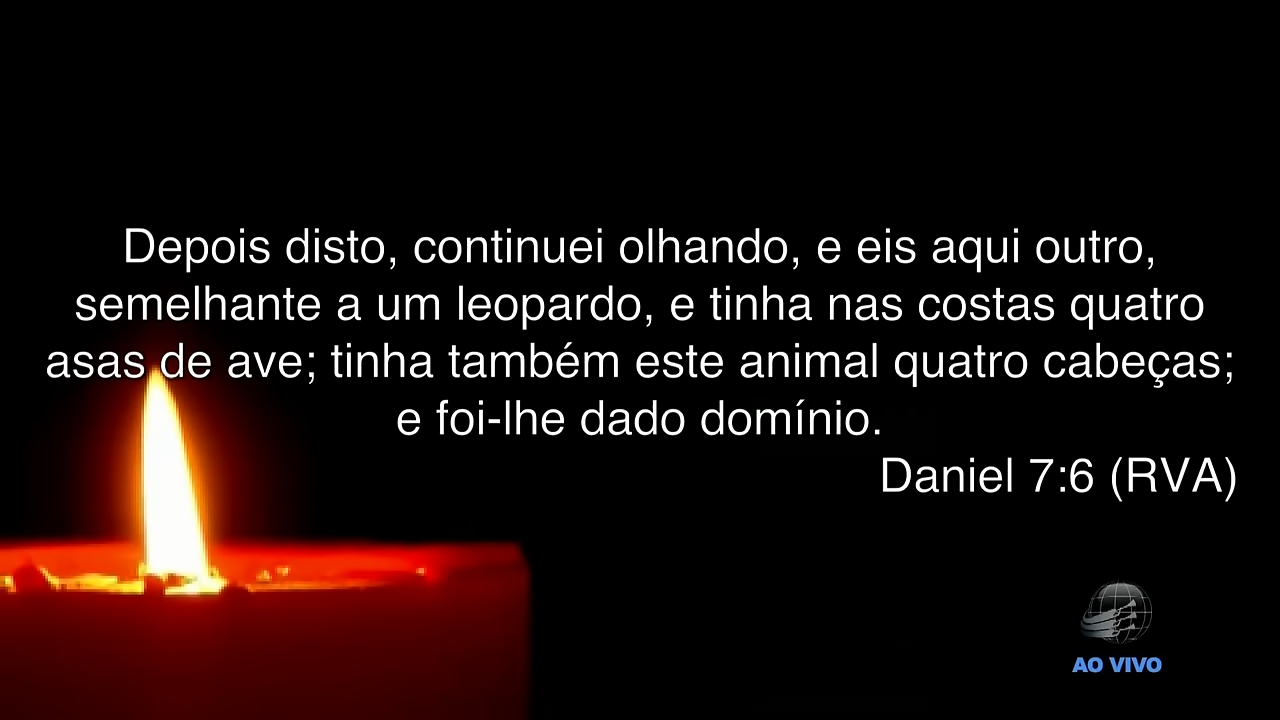 Depois disto, continuei olhando, e eis aqui outro,
semelhante a um leopardo, e tinha nas costas quatro
asas de ave; tinha também este animal quatro cabeças;
e foi-lhe dado domínio.
Daniel 7:6 (RVA)
AO VIVO